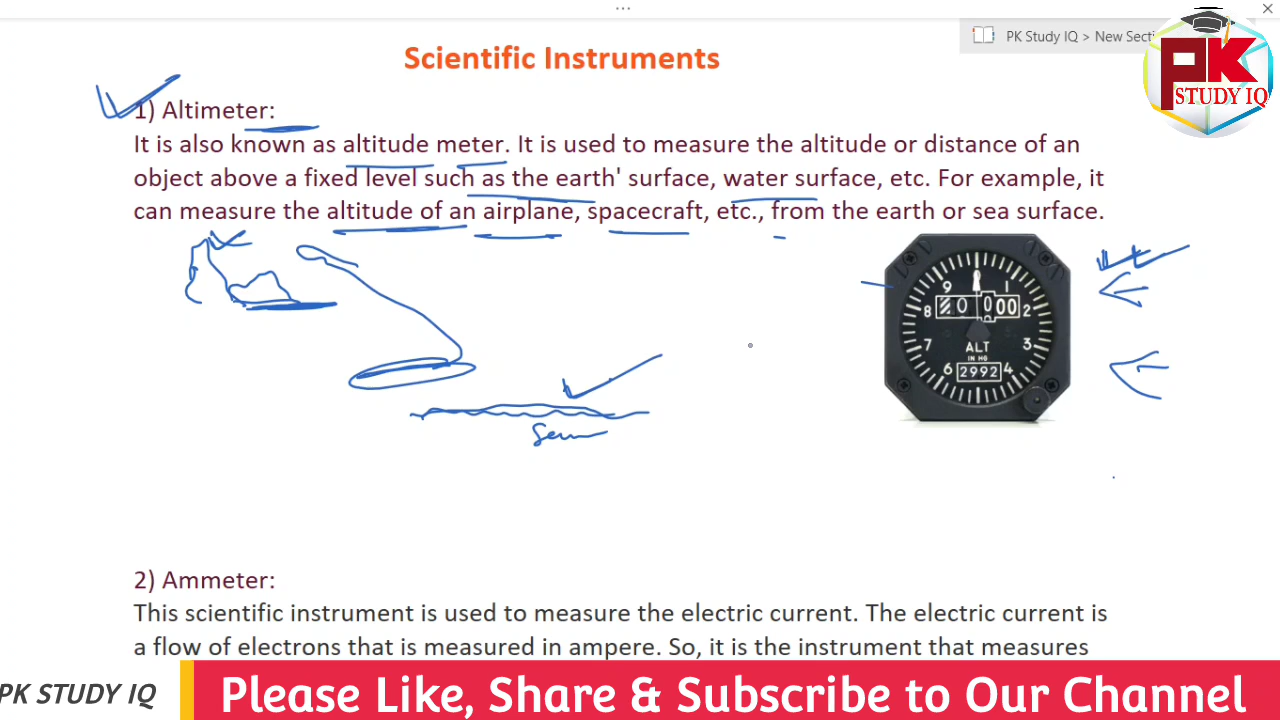 PK Study IQ > New Secti
PK
STUDY IQ
Scientific Instruments
1) Altimeter:
It is also known as altitude meter. It is used to measure the altitude or distance of an
object above a fixed level such as the earth' surface, water surface, etc. For example, it
can measure the altitude of an airplane, spacecraft, etc., from the earth or sea surface.
9 1
8 0 0 00 2
7 ALT 3
IN HG
6 2992 4
2) Ammeter:
This scientific instrument is used to measure the electric current. The electric current is
a flow of electrons that is measured in ampere. So, it is the instrument that measures
PK STUDY IQ Please Like, Share & Subscribe to Our Channel